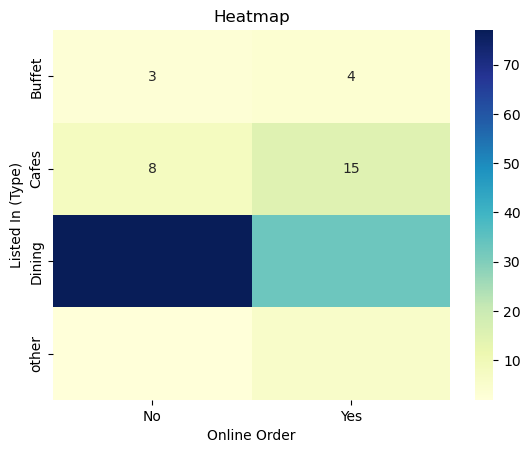 Heatmap
Buffet
3
4
Cafes
8
15
Dining
other
Listed In (Type)
No
Yes
Online Order
70
60
50
40
30
20
10